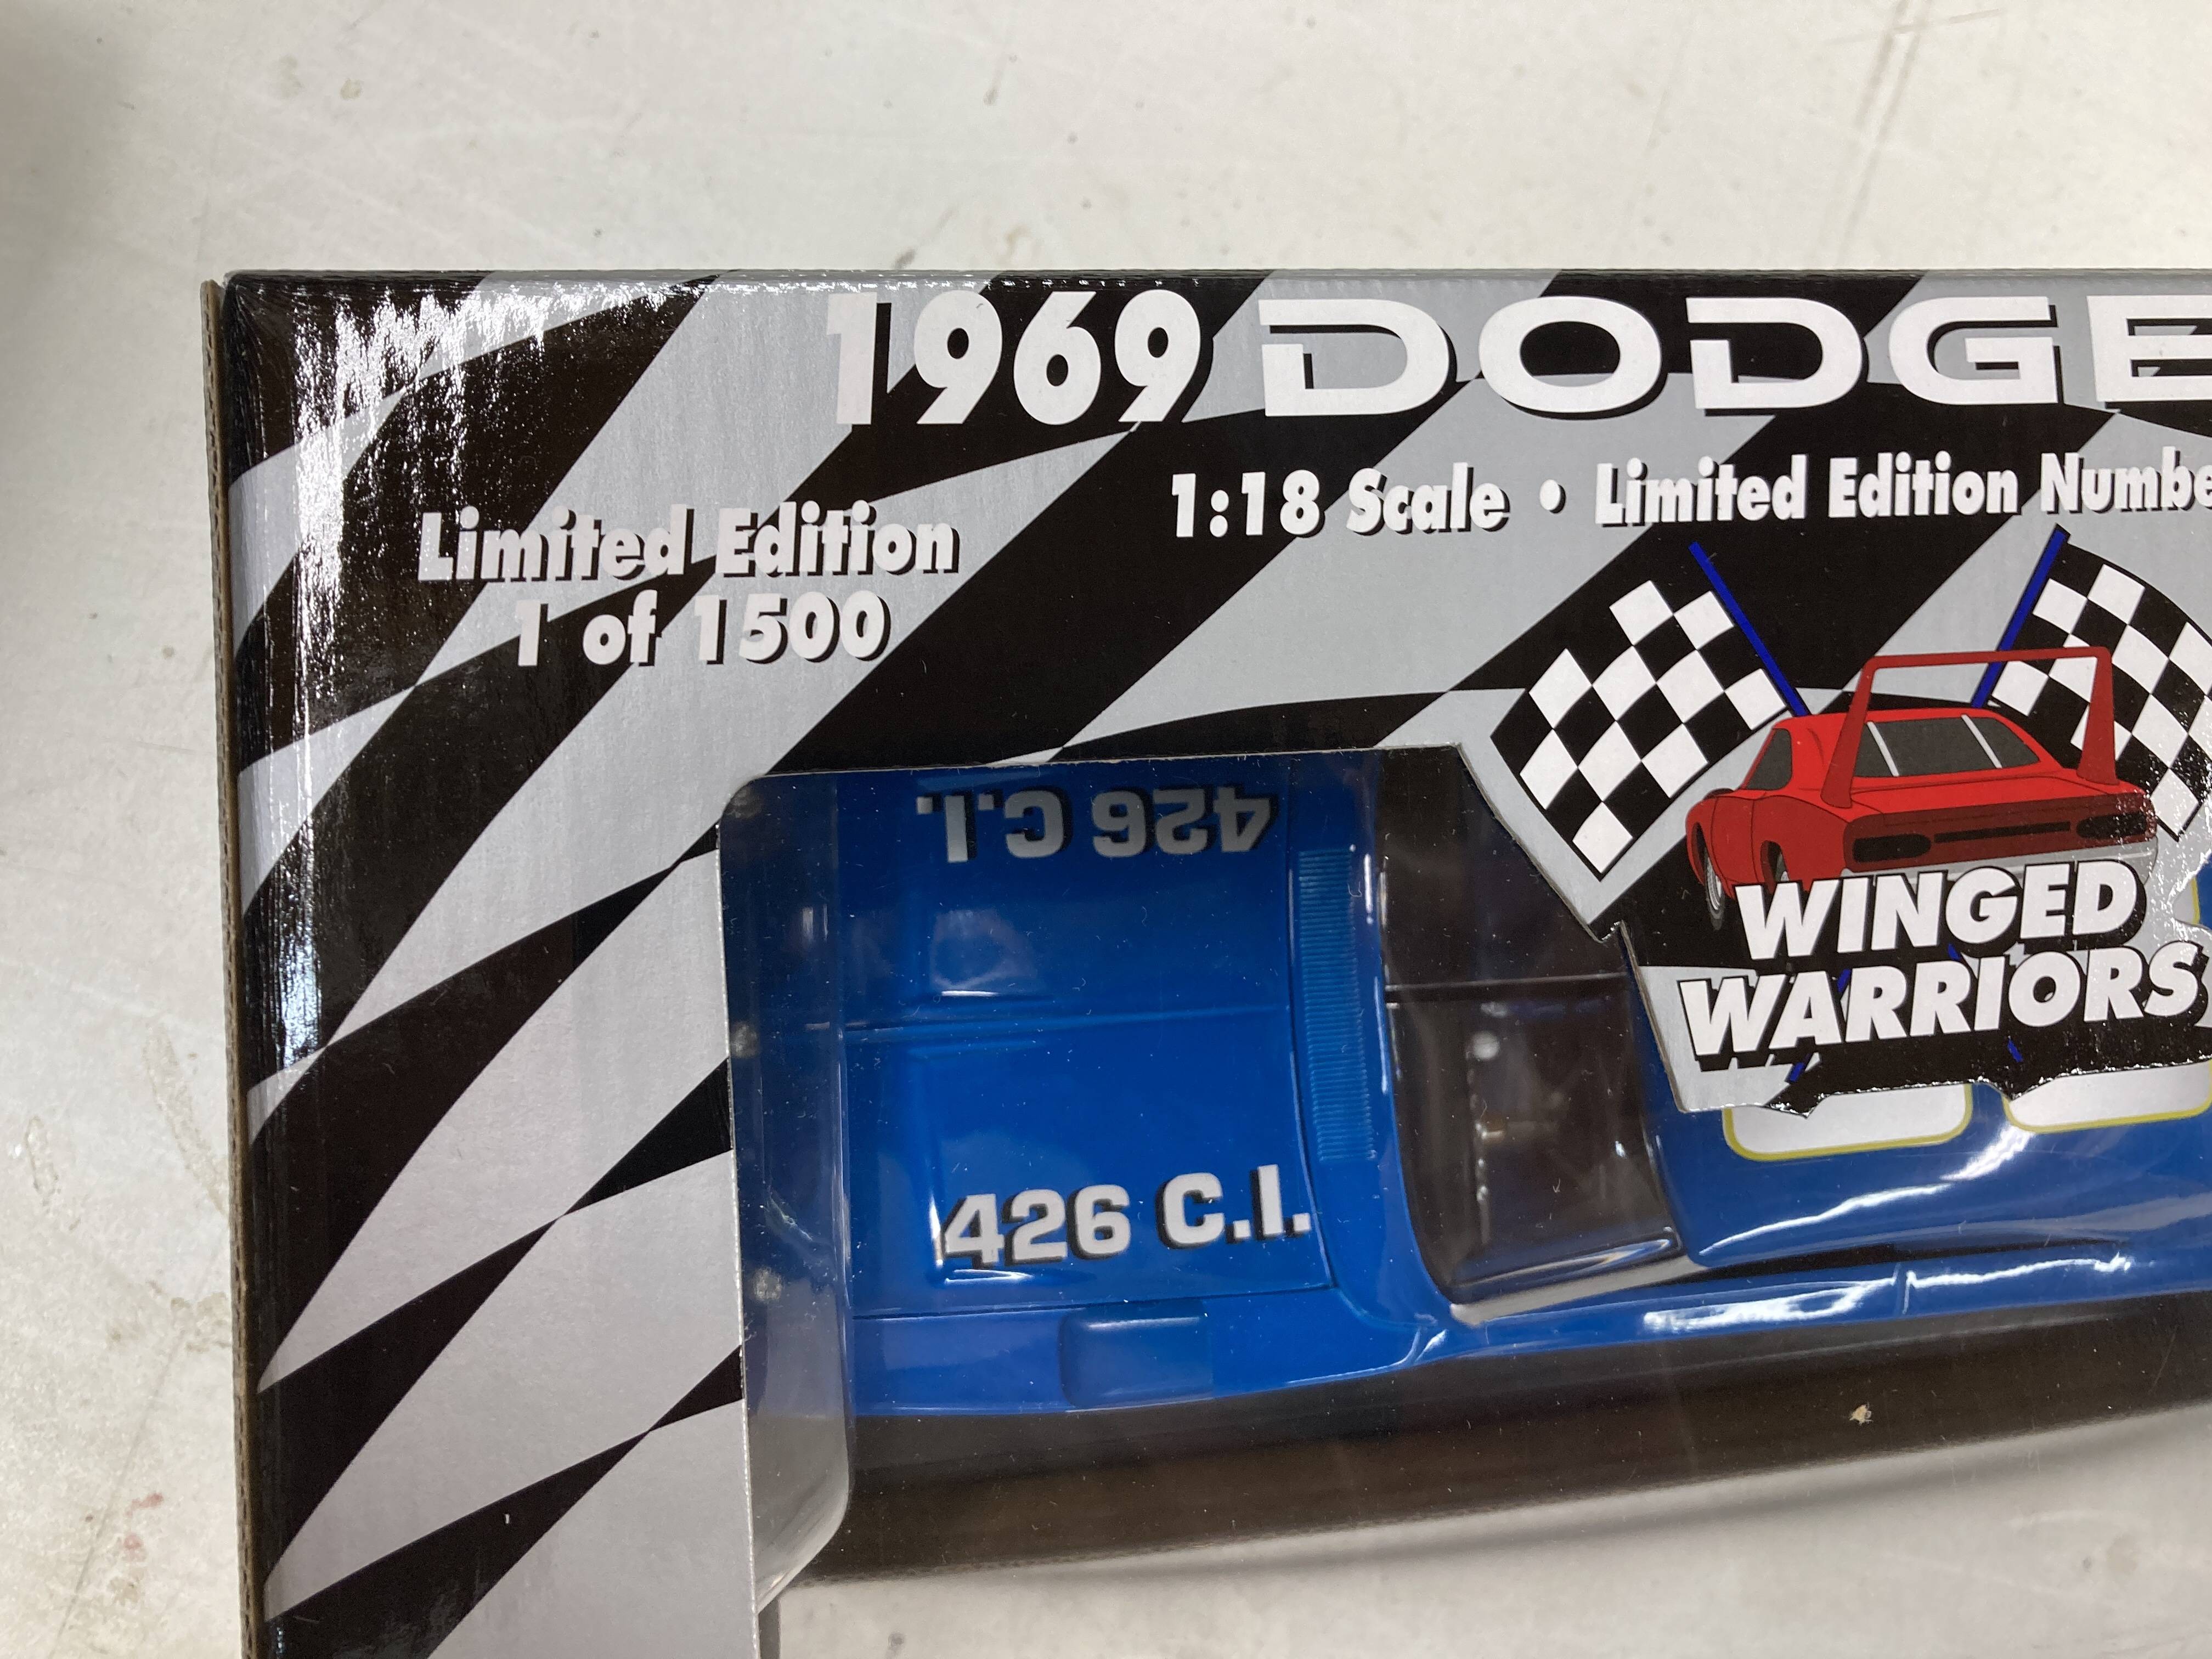 1969 DODGE
1:18 Scale • Limited Edition Numbe
Limited Edition
1 of 1500
WINGED
WARRIORS
426 C.I.
426 C.I.